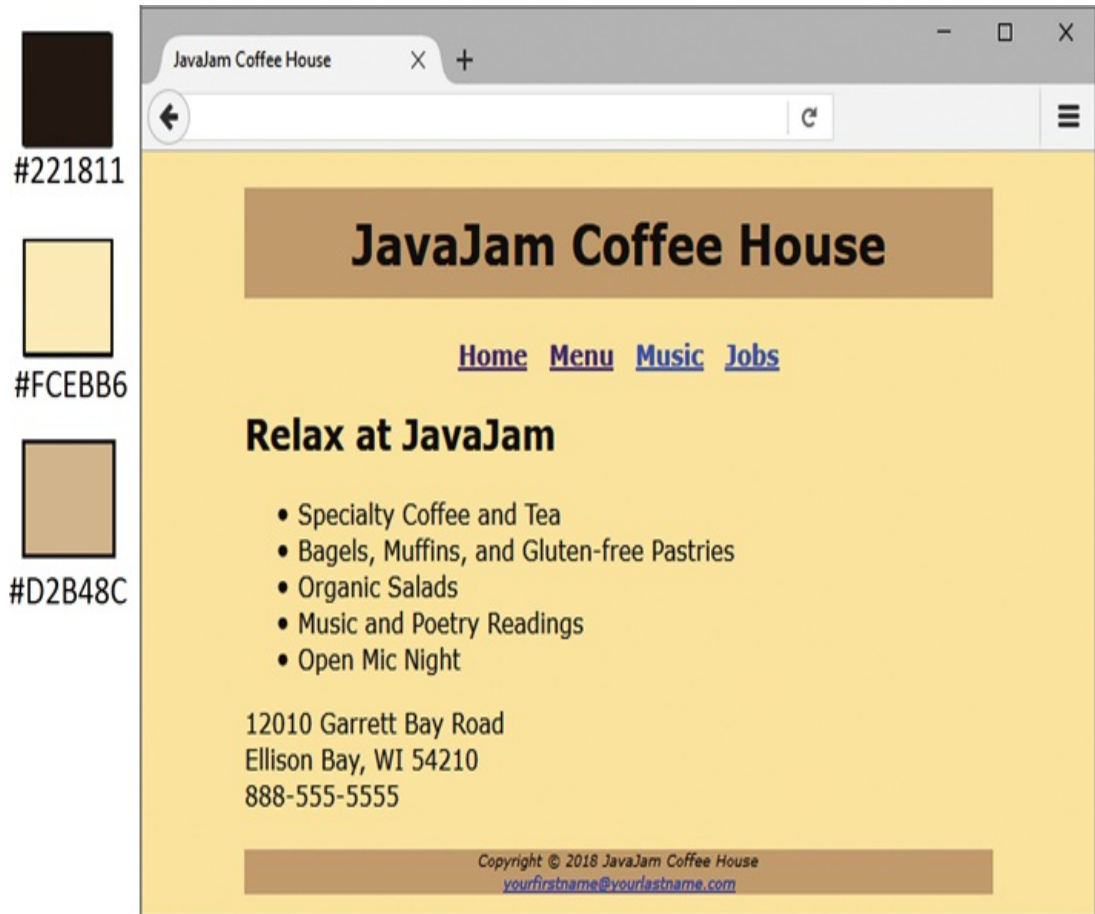 #221811
#FCEBB6
#D2B48C
JavaJam Coffee House
JavaJam Coffee House
Home Menu Music Jobs
Relax at JavaJam
• Specialty Coffee and Tea
• Bagels, Muffins, and Gluten-free Pastries
• Organic Salads
• Music and Poetry Readings
• Open Mic Night
12010 Garrett Bay Road
Ellison Bay, WI 54210
888-555-5555
Copyright © 2018 JavaJam Coffee House
yourfirstname@yourlastname.com